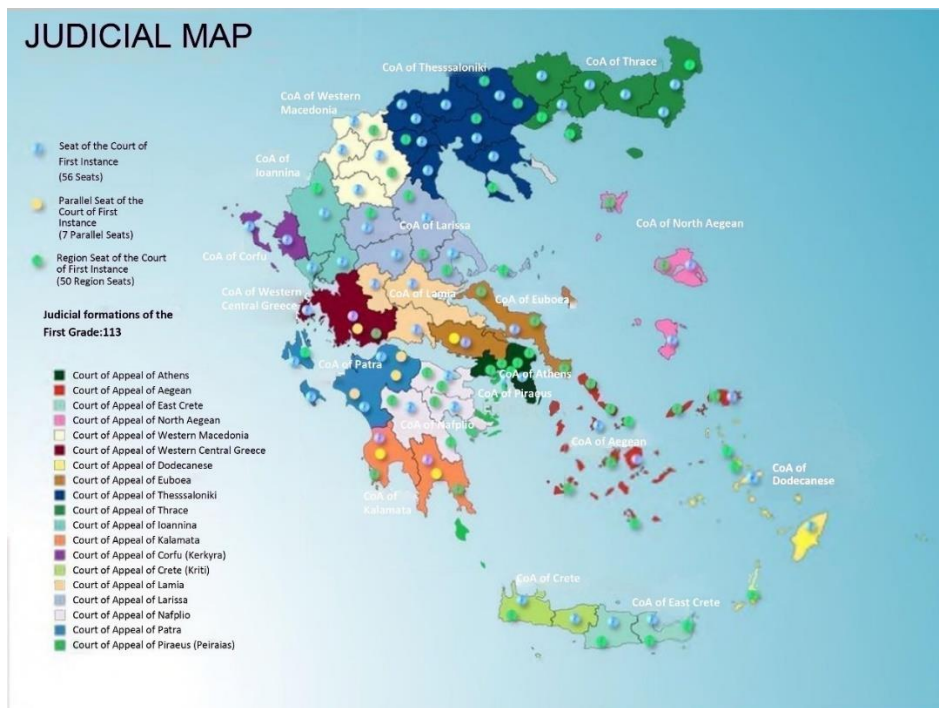 JUDICIAL MAP
Seat of the Court of
First Instance
(56 Seats)
Parallel Seat of the
Court of First
Instance
(7 Parallel Seats)
Region Seat of the Court
of First Instance
(50 Region Seats)
Judicial formations of the
First Grade:113
Court of Appeal of Athens
Court of Appeal of Aegean
Court of Appeal of East Crete
Court of Appeal of North Aegean
Court of Appeal of Western Macedonia
Court of Appeal of Western Central Greece
Court of Appeal of Dodecanese
Court of Appeal of Euboea
Court of Appeal of Thesssaloniki
Court of Appeal of Thrace
Court of Appeal of Ioannina
Court of Appeal of Kalamata
Court of Appeal of Corfu (Kerkyra)
Court of Appeal of Crete (Kriti)
Court of Appeal of Lamia
Court of Appeal of Larissa
Court of Appeal of Nafplio
Court of Appeal of Patra
Court of Appeal of Piraeus (Peiraias)
CoA of Thesssaloniki
CoA of Thrace
CoA of Western
Macedonia
CoA of
Ioannina
CoA of North Aegean
CoA of Larissa
CoA of Corfu
CoA of Western
Central Greece
CoA of Lamia
CoA of Euboea
CoA of Patra
CoA of Athens
CoA of Piraeus
CoA of Nafplio
CoA of Aegean
CoA of
Dodecanese
CoA of
Kalamata
CoA of Crete
CoA of East Crete